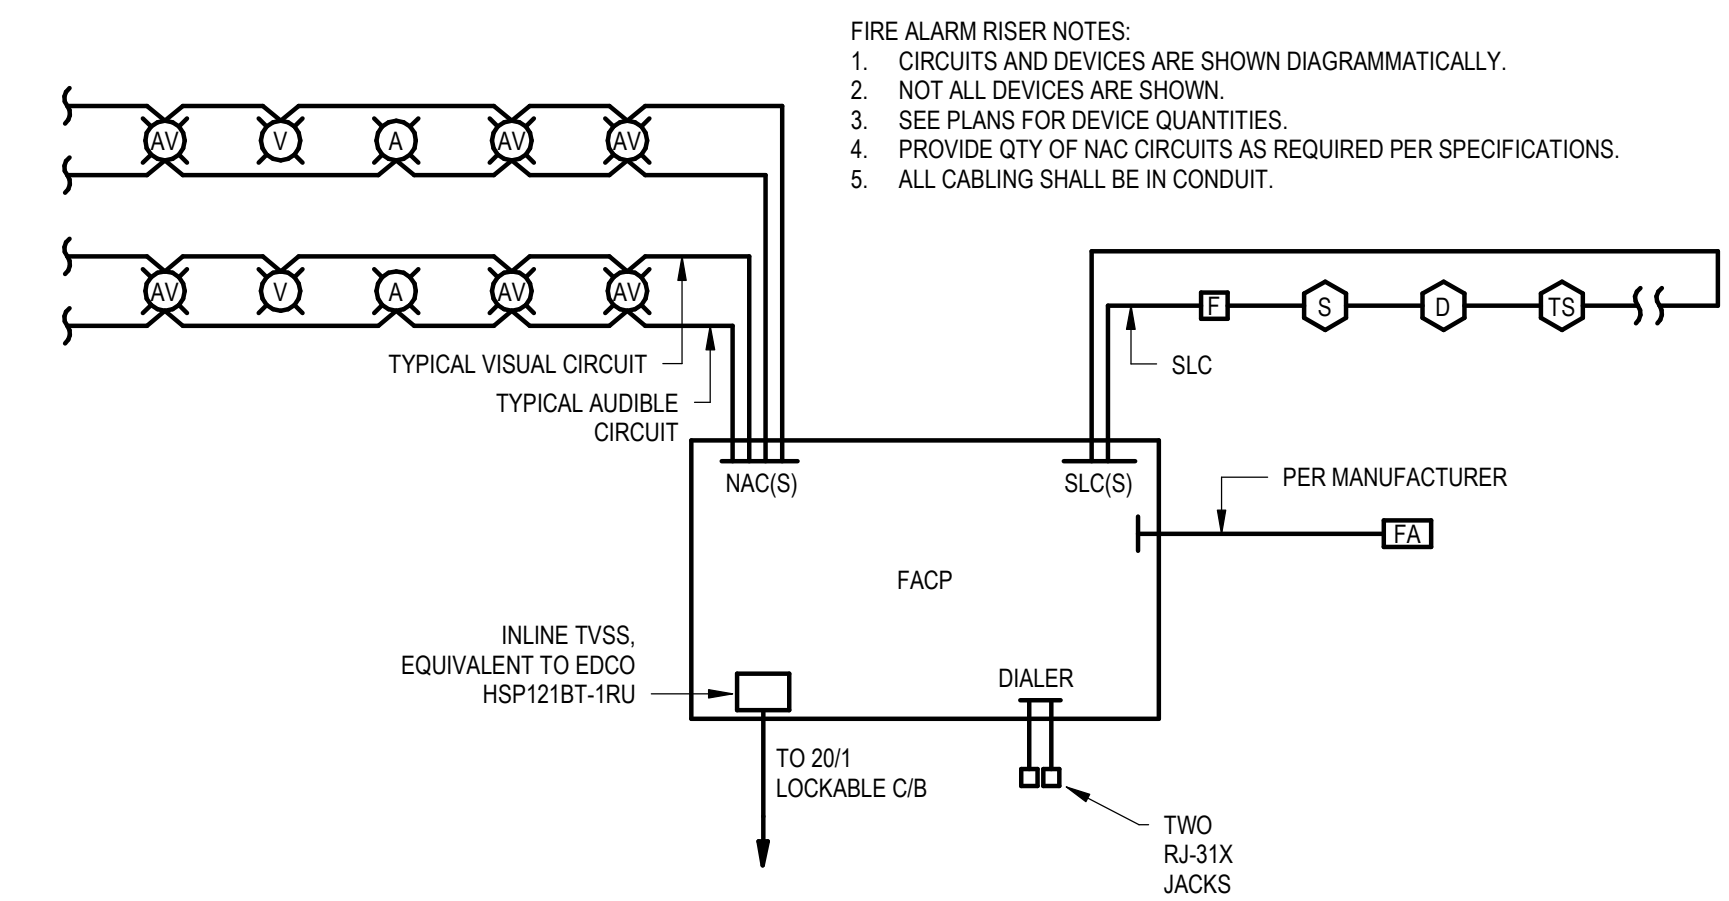 FIRE ALARM RISER NOTES:
1. CIRCUITS AND DEVICES ARE SHOWN DIAGRAMMATICALLY.
2. NOT ALL DEVICES ARE SHOWN.
3. SEE PLANS FOR DEVICE QUANTITIES.
4. PROVIDE QTY OF NAC CIRCUITS AS REQUIRED PER SPECIFICATIONS.
5. ALL CABLING SHALL BE IN CONDUIT.
AV V A AV AV
AV V A AV AV
F S D TS
TYPICAL VISUAL CIRCUIT
SLC
TYPICAL AUDIBLE
CIRCUIT
NAC(S)
SLC(S)
PER MANUFACTURER
FA
FACP
INLINE TVSS,
EQUIVALENT TO EDCO
HSP121BT-1RU
DIALER
TO 20/1
LOCKABLE C/B
TWO
RJ-31X
JACKS